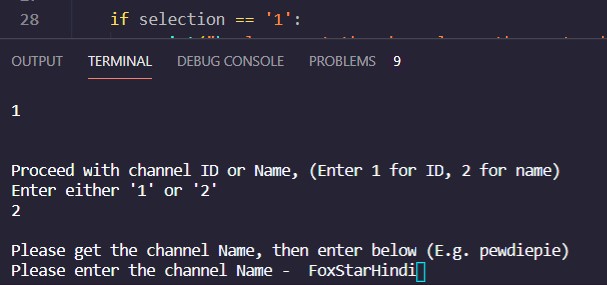 28 if selection == '1':
OUTPUT TERMINAL DEBUG CONSOLE PROBLEMS 9
1
Proceed with channel ID or Name, (Enter 1 for ID, 2 for name)
Enter either '1' or '2'
2
Please get the channel Name, then enter below (E.g. pewdiepie)
Please enter the channel Name -  FoxStarHindi